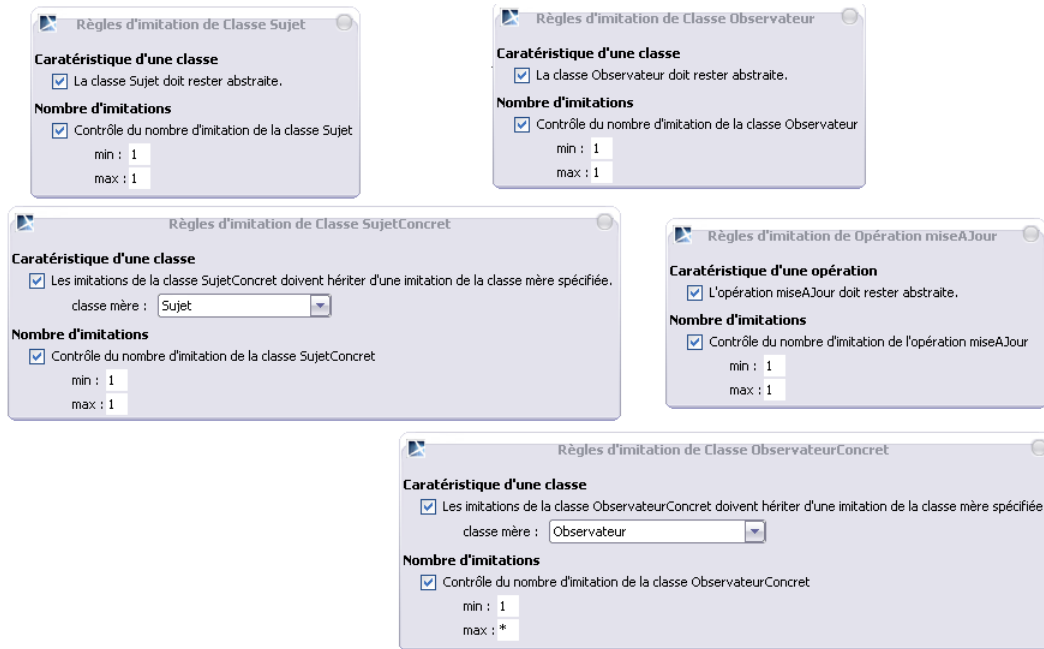 Règles d'imitation de Classe Sujet
Caratéristique d'une classe
La classe Sujet doit rester abstraite.
Nombre d'imitations
Contrôle du nombre d'imitation de la classe Sujet
min : 1
max : 1
Règles d'imitation de Classe Observateur
Caratéristique d'une classe
La classe Observateur doit rester abstraite.
Nombre d'imitations
Contrôle du nombre d'imitation de la classe Observateur
min : 1
max : 1
Règles d'imitation de Classe SujetConcret
Caratéristique d'une classe
Les imitations de la classe SujetConcret doivent hériter d'une imitation de la classe mère spécifiée.
classe mère : Sujet
Nombre d'imitations
Contrôle du nombre d'imitation de la classe SujetConcret
min : 1
max : 1
Règles d'imitation de Opération miseAJour
Caratéristique d'une opération
L'opération miseAJour doit rester abstraite.
Nombre d'imitations
Contrôle du nombre d'imitation de l'opération miseAJour
min : 1
max : 1
Règles d'imitation de Classe ObservateurConcret
Caratéristique d'une classe
Les imitations de la classe ObservateurConcret doivent hériter d'une imitation de la classe mère spécifiée
classe mère : Observateur
Nombre d'imitations
Contrôle du nombre d'imitation de la classe ObservateurConcret
min : 1
max : *